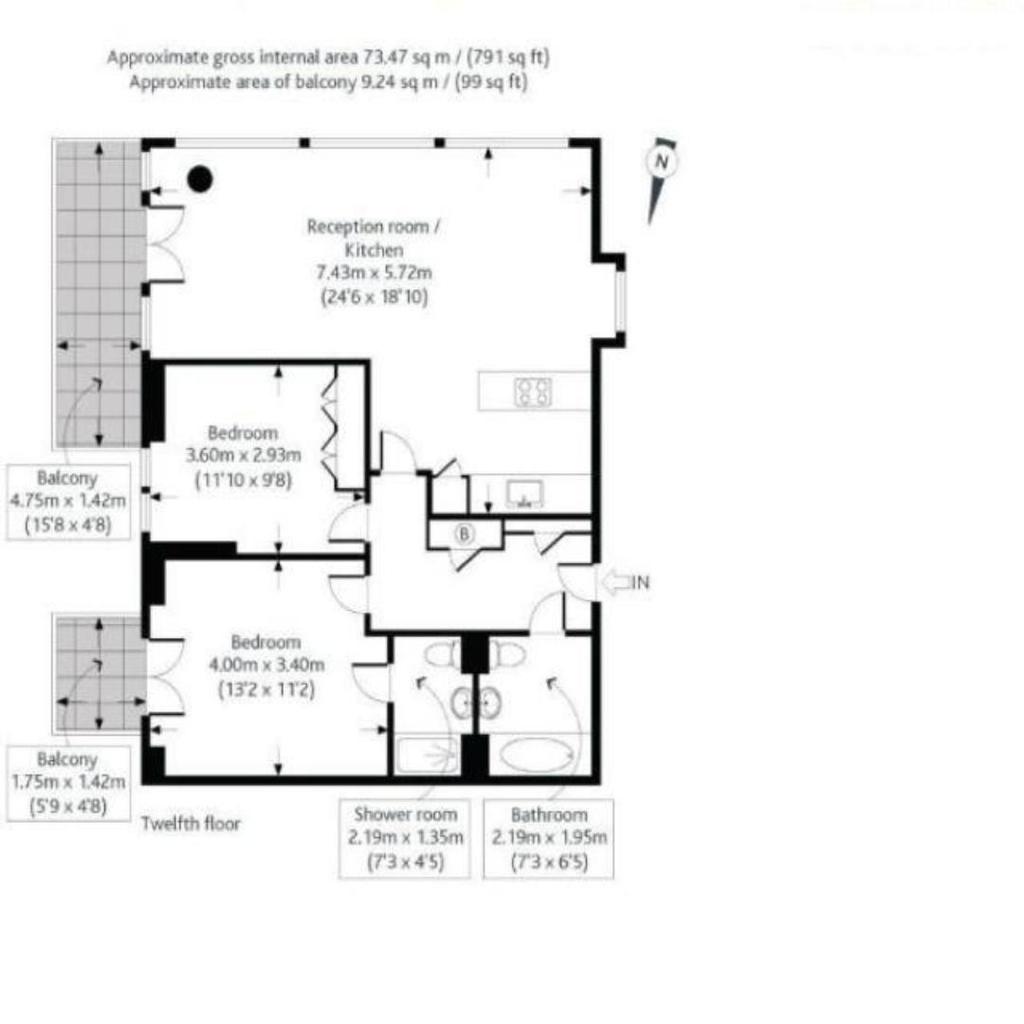 Approximate gross internal area 73.47 sq m / (791 sq ft)
Approximate area of balcony 9.24 sq m / (99 sq ft)
N
Reception room /
Kitchen
7.43m x 5.72m
(24'6 x 18'10)
Bedroom
3.60m x 2.93m
(11'10 x 9'8)
Balcony
4.75m x 1.42m
(15'8 x 4'8)
B
IN
Bedroom
4.00m x 3.40m
(13'2 x 11'2)
Balcony
1.75m x 1.42m
(5'9 x 4'8)
Twelfth floor
Shower room
2.19m x 1.35m
(7'3 x 4'5)
Bathroom
2.19m x 1.95m
(7'3 x 6'5)